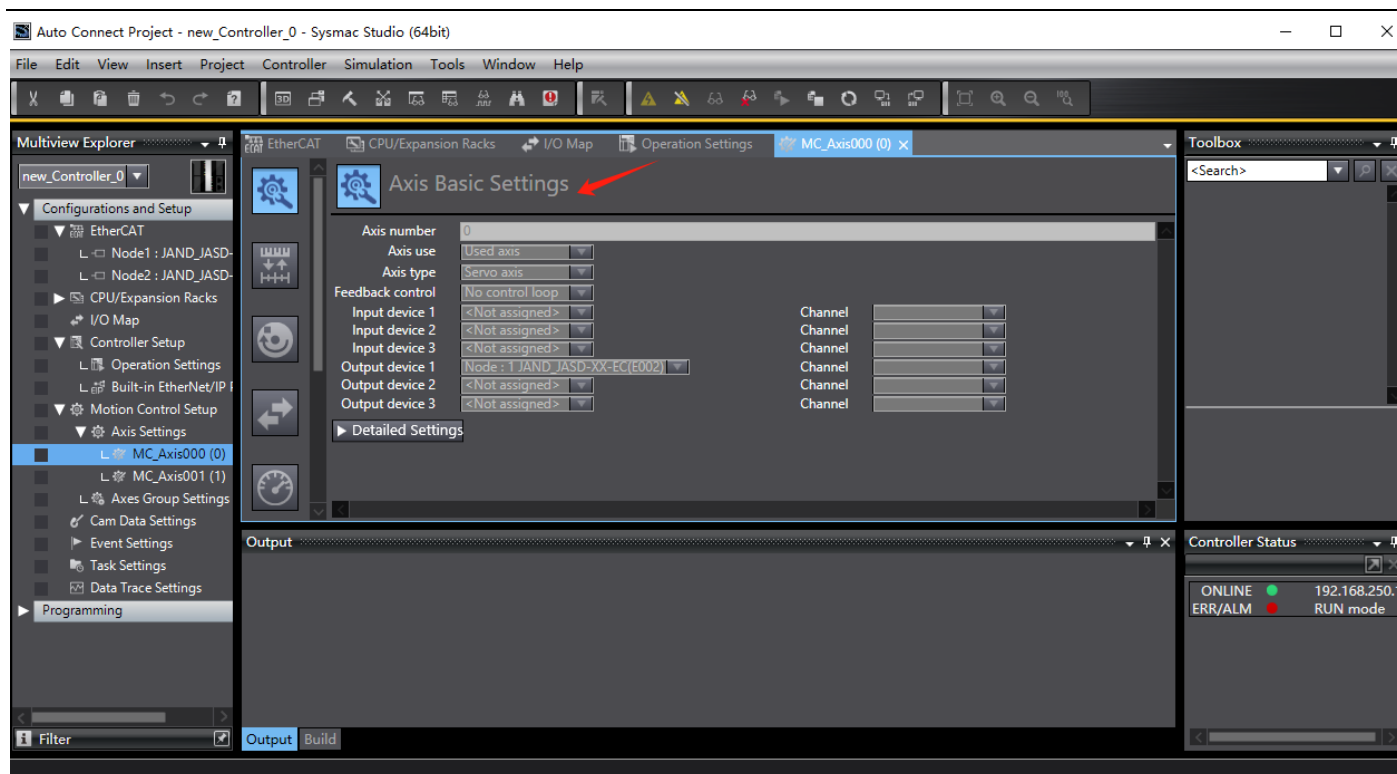 Auto Connect Project - new_Controller_0 - Sysmac Studio (64bit)
File Edit View Insert Project Controller Simulation Tools Window Help
Multiview Explorer
new_Controller_0
Configurations and Setup
EtherCAT
Node1 : JAND_JASD-
Node2 : JAND_JASD-
CPU/Expansion Racks
I/O Map
Controller Setup
Operation Settings
Built-in EtherNet/IP
Motion Control Setup
Axis Settings
MC_Axis000 (0)
MC_Axis001 (1)
Axes Group Settings
Cam Data Settings
Event Settings
Task Settings
Data Trace Settings
Programming
Filter
EtherCAT CPU/Expansion Racks I/O Map Operation Settings MC_Axis000 (0)
Axis Basic Settings
Axis number 0
Axis use Used axis
Axis type Servo axis
Feedback control No control loop
Input device 1 <Not assigned> Channel
Input device 2 <Not assigned> Channel
Input device 3 <Not assigned> Channel
Output device 1 Node : 1 JAND_JASD-XX-EC(E002) Channel
Output device 2 <Not assigned> Channel
Output device 3 <Not assigned> Channel
Detailed Settings
Output
Output Build
Toolbox
<Search>
Controller Status
ONLINE 192.168.250.
ERR/ALM RUN mode